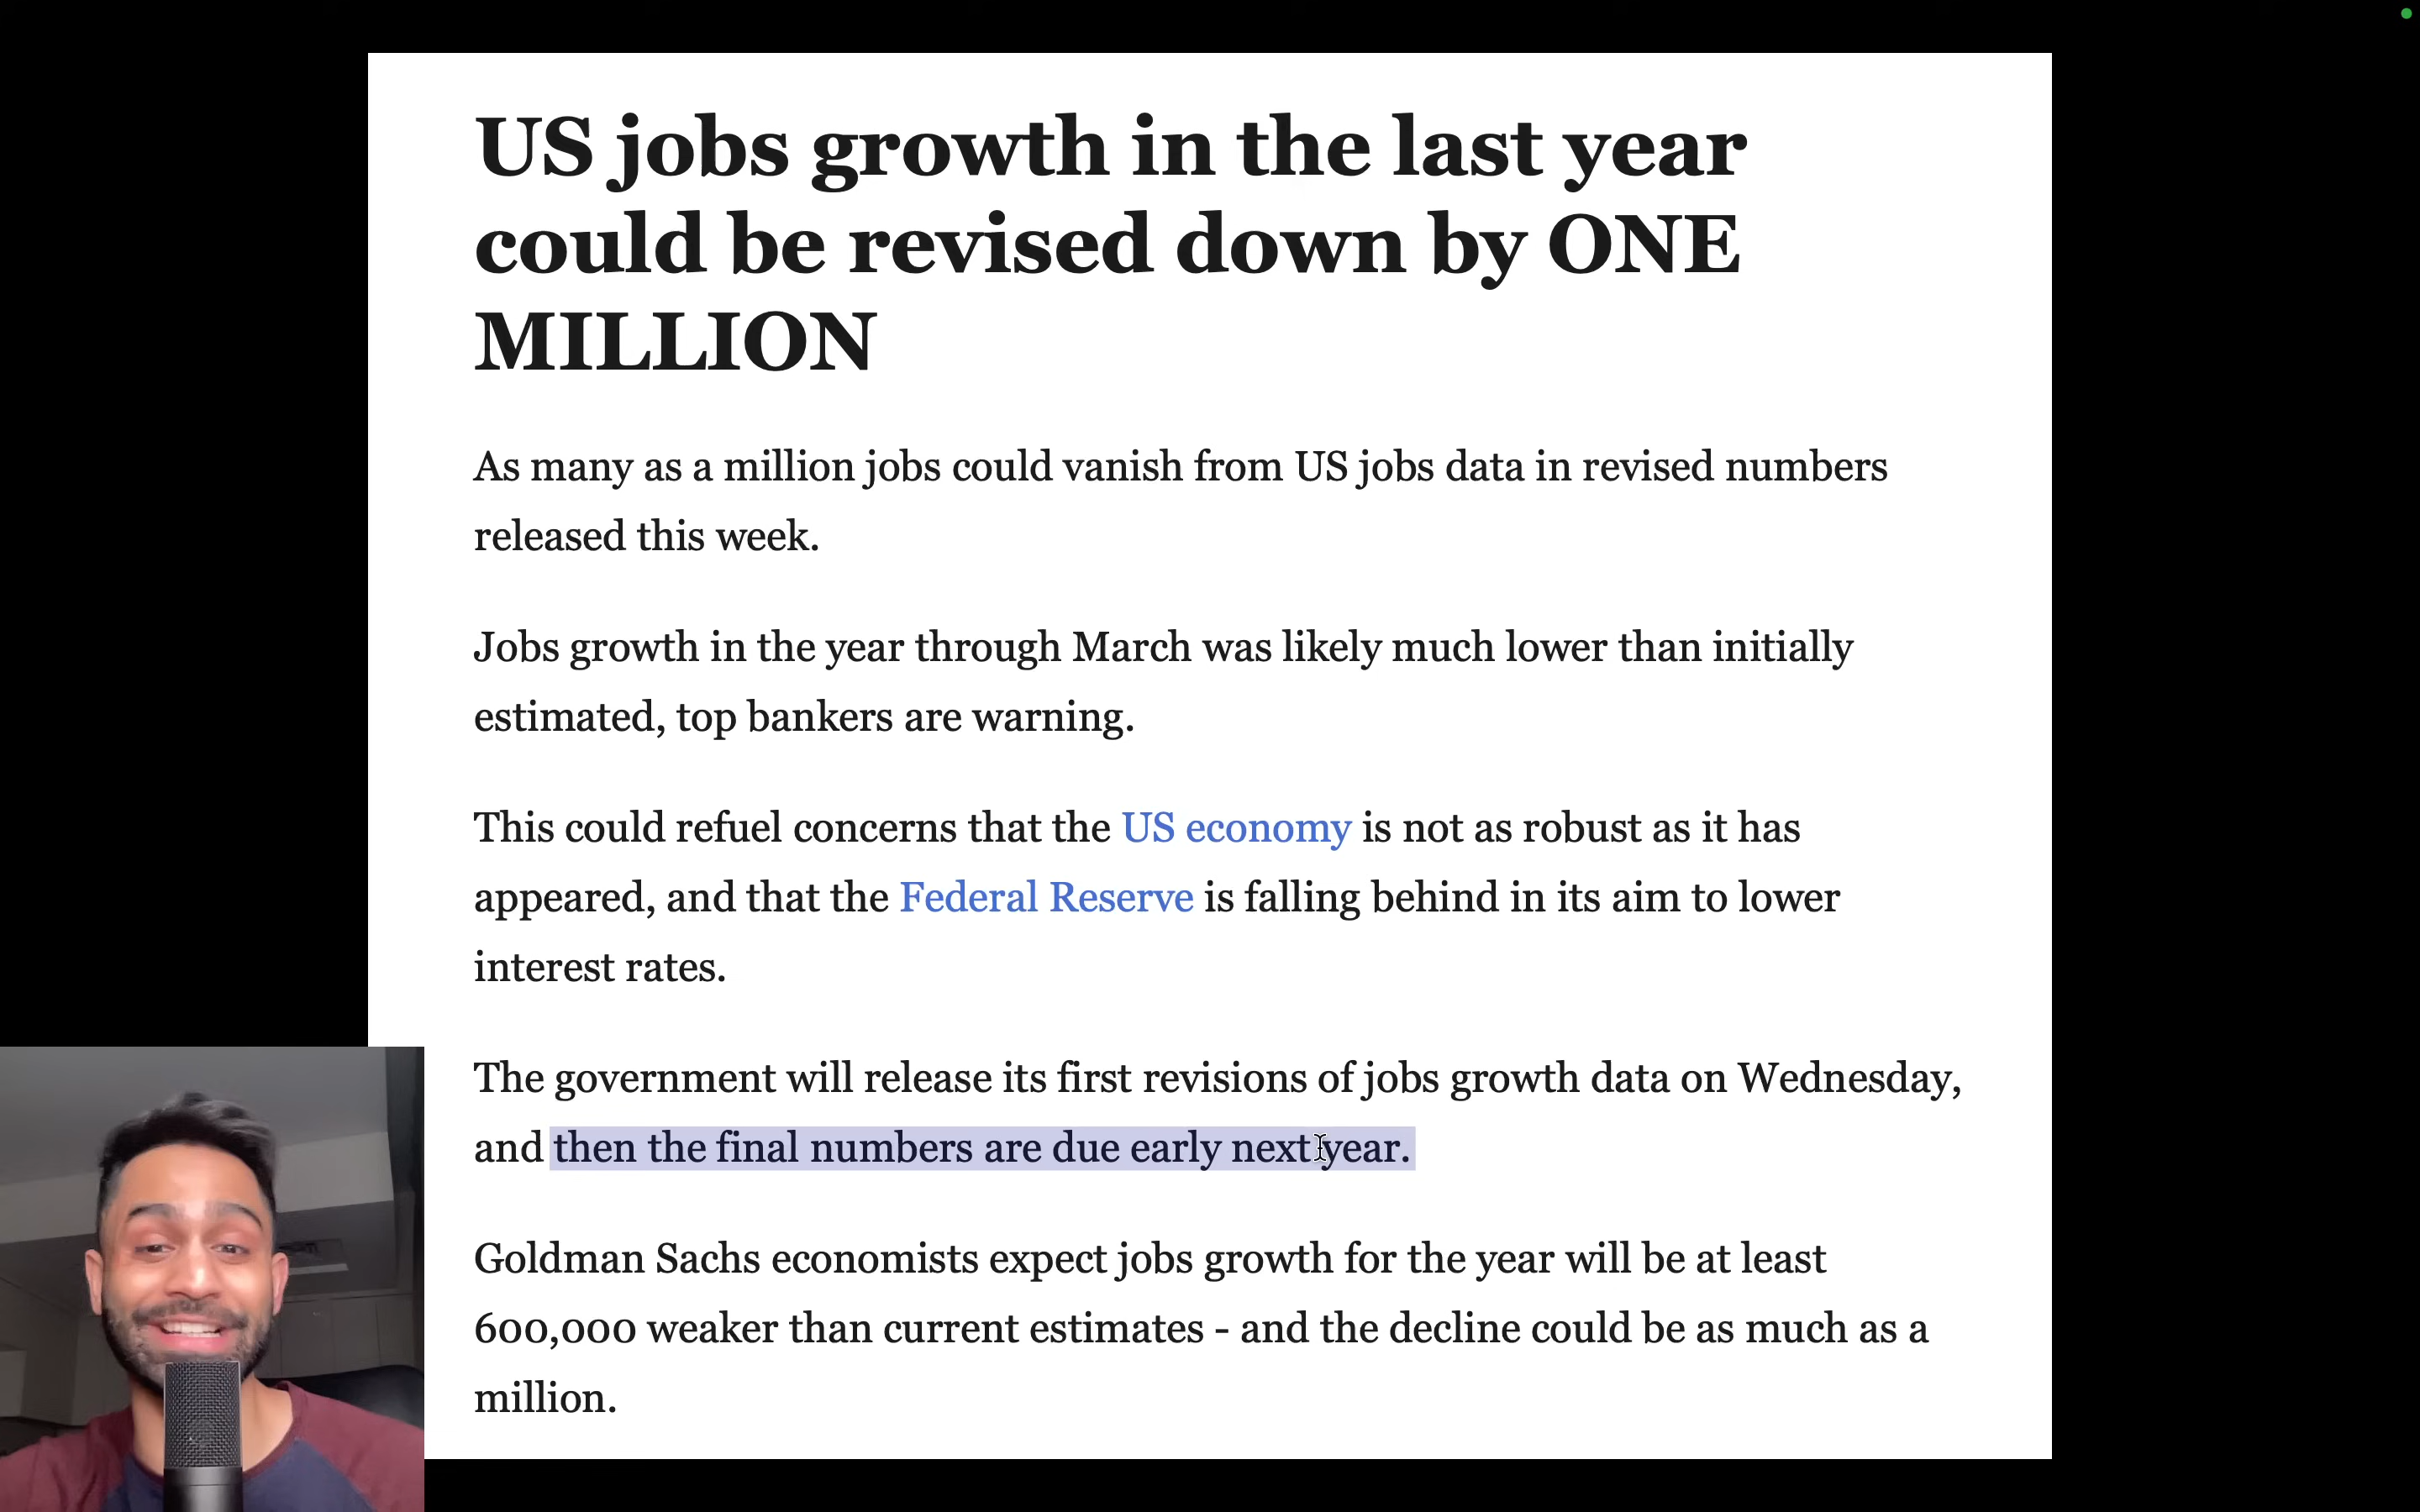 US jobs growth in the last year
could be revised down by ONE
MILLION
As many as a million jobs could vanish from US jobs data in revised numbers
released this week.
Jobs growth in the year through March was likely much lower than initially
estimated, top bankers are warning.
This could refuel concerns that the US economy is not as robust as it has
appeared, and that the Federal Reserve is falling behind in its aim to lower
interest rates.
The government will release its first revisions of jobs growth data on Wednesday,
and then the final numbers are due early next year.
Goldman Sachs economists expect jobs growth for the year will be at least
600,000 weaker than current estimates - and the decline could be as much as a
million.